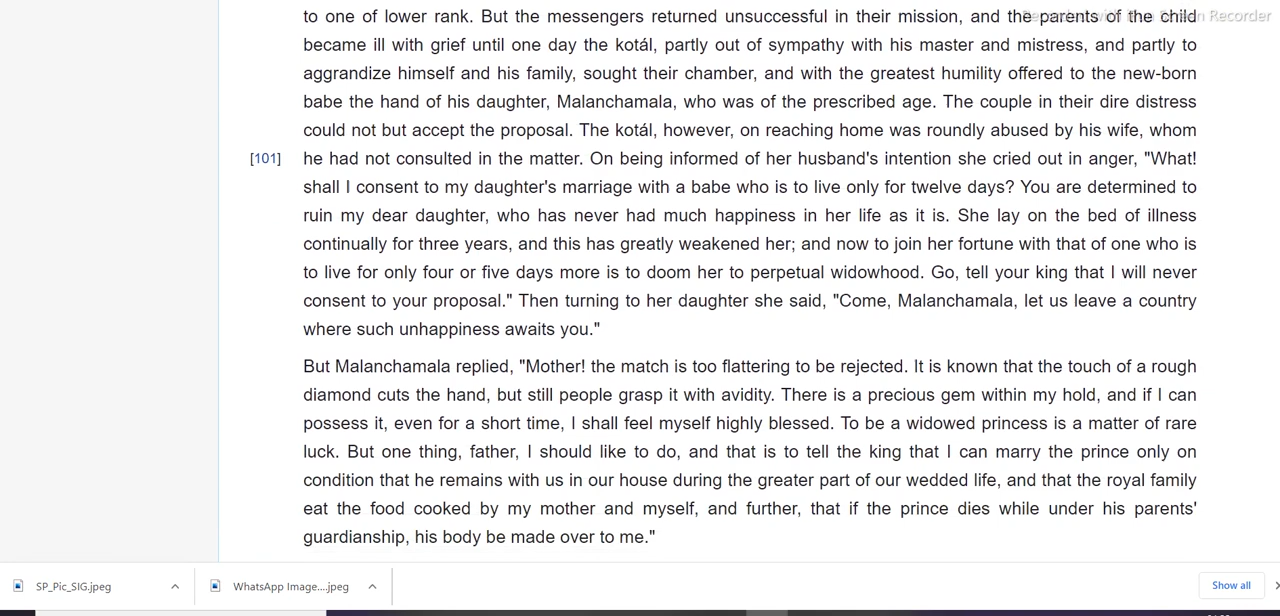 to one of lower rank. But the messengers returned unsuccessful in their mission, and the parents of the child
became ill with grief until one day the kotál, partly out of sympathy with his master and mistress, and partly to
aggrandize himself and his family, sought their chamber, and with the greatest humility offered to the new-born
babe the hand of his daughter, Malanchamala, who was of the prescribed age. The couple in their dire distress
could not but accept the proposal. The kotál, however, on reaching home was roundly abused by his wife, whom
[101] he had not consulted in the matter. On being informed of her husband's intention she cried out in anger, "What!
shall I consent to my daughter's marriage with a babe who is to live only for twelve days? You are determined to
ruin my dear daughter, who has never had much happiness in her life as it is. She lay on the bed of illness
continually for three years, and this has greatly weakened her; and now to join her fortune with that of one who is
to live for only four or five days more is to doom her to perpetual widowhood. Go, tell your king that I will never
consent to your proposal." Then turning to her daughter she said, "Come, Malanchamala, let us leave a country
where such unhappiness awaits you."
But Malanchamala replied, "Mother! the match is too flattering to be rejected. It is known that the touch of a rough
diamond cuts the hand, but still people grasp it with avidity. There is a precious gem within my hold, and if I can
possess it, even for a short time, I shall feel myself highly blessed. To be a widowed princess is a matter of rare
luck. But one thing, father, I should like to do, and that is to tell the king that I can marry the prince only on
condition that he remains with us in our house during the greater part of our wedded life, and that the royal family
eat the food cooked by my mother and myself, and further, that if the prince dies while under his parents'
guardianship, his body be made over to me."
SP_Pic_SIG.jpeg
WhatsApp Image....jpeg
Show all